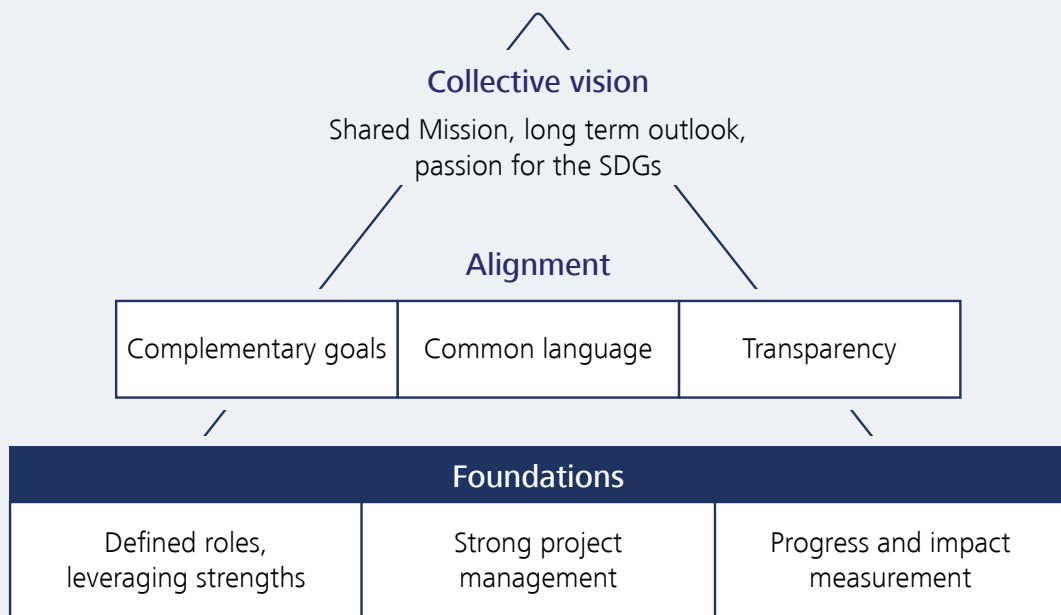 Collective vision
Shared Mission, long term outlook,
passion for the SDGs
Alignment
Complementary goals
Common language
Transparency
Foundations
Defined roles,
leveraging strengths
Strong project
management
Progress and impact
measurement